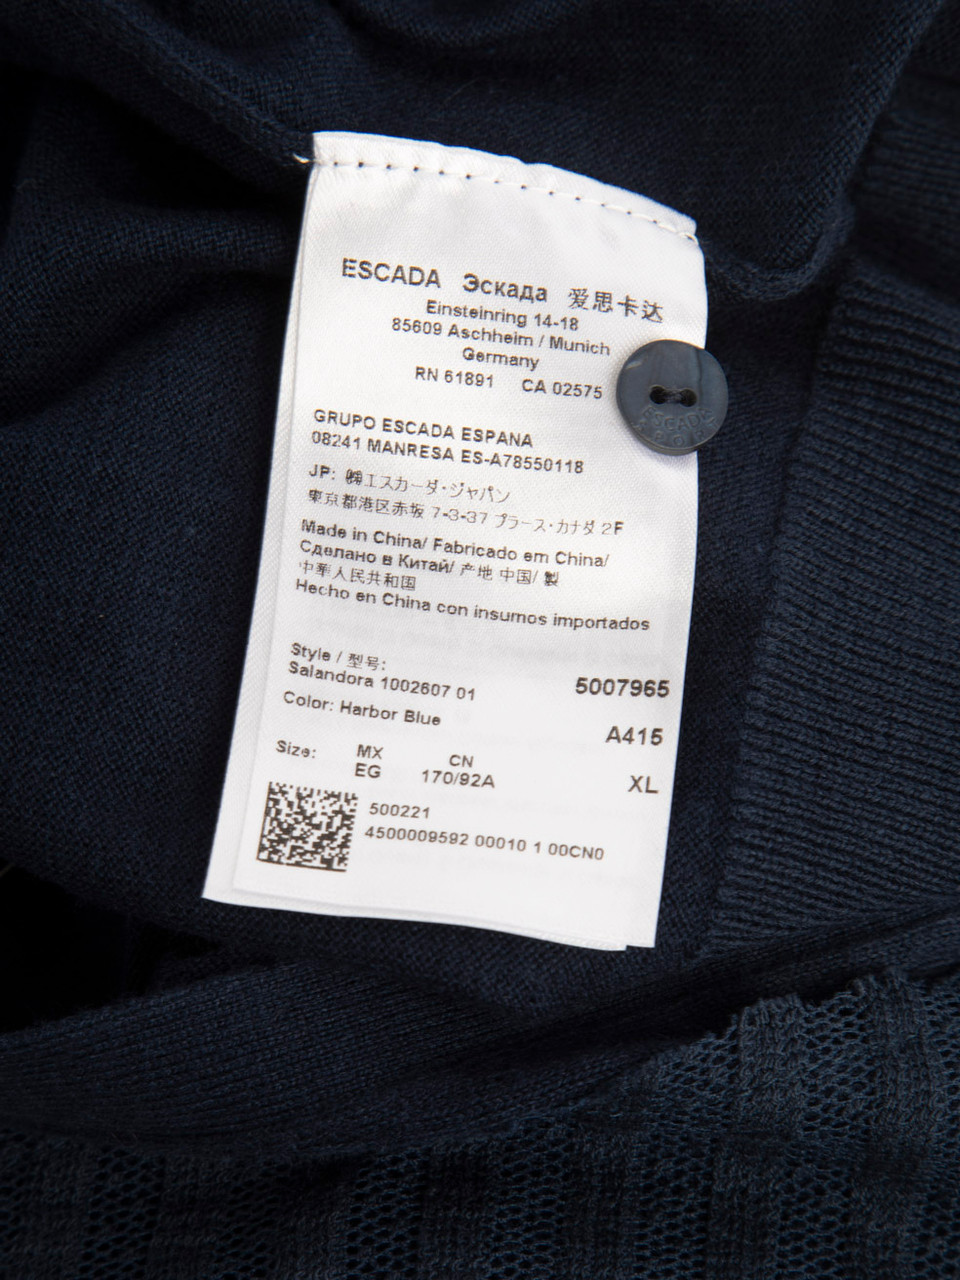 ESCADA Эскада 爱思卡达
Einsteinring 14-18
85609 Aschheim / Munich
Germany
RN 61891 CA 02575
ESCADA
SPORT
GRUPO ESCADA ESPANA
08241 MANRESA ES-A78550118
JP: ㈱エスカーダ・ジャパン
東京都港区赤坂 7-3-37 プラース・カナダ 2F
Made in China/ Fabricado em China/
Сделано в Китай/ 产地 中国/ 製
中華人民共和国
Hecho en China con insumos importados
Style / 型号:
Salandora 1002607 01 5007965
Color: Harbor Blue A415
Size: MX CN XL
EG 170/92A
500221
4500009592 00010 1 00CN0